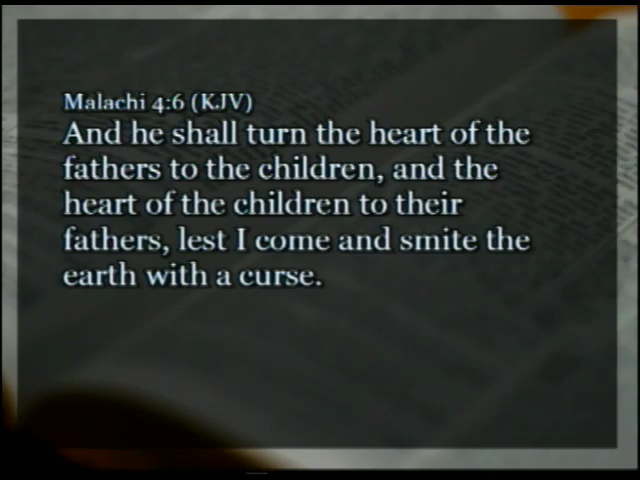 Malachi 4:6 (KJV)
And he shall turn the heart of the
fathers to the children, and the
heart of the children to their
fathers, lest I come and smite the
earth with a curse.